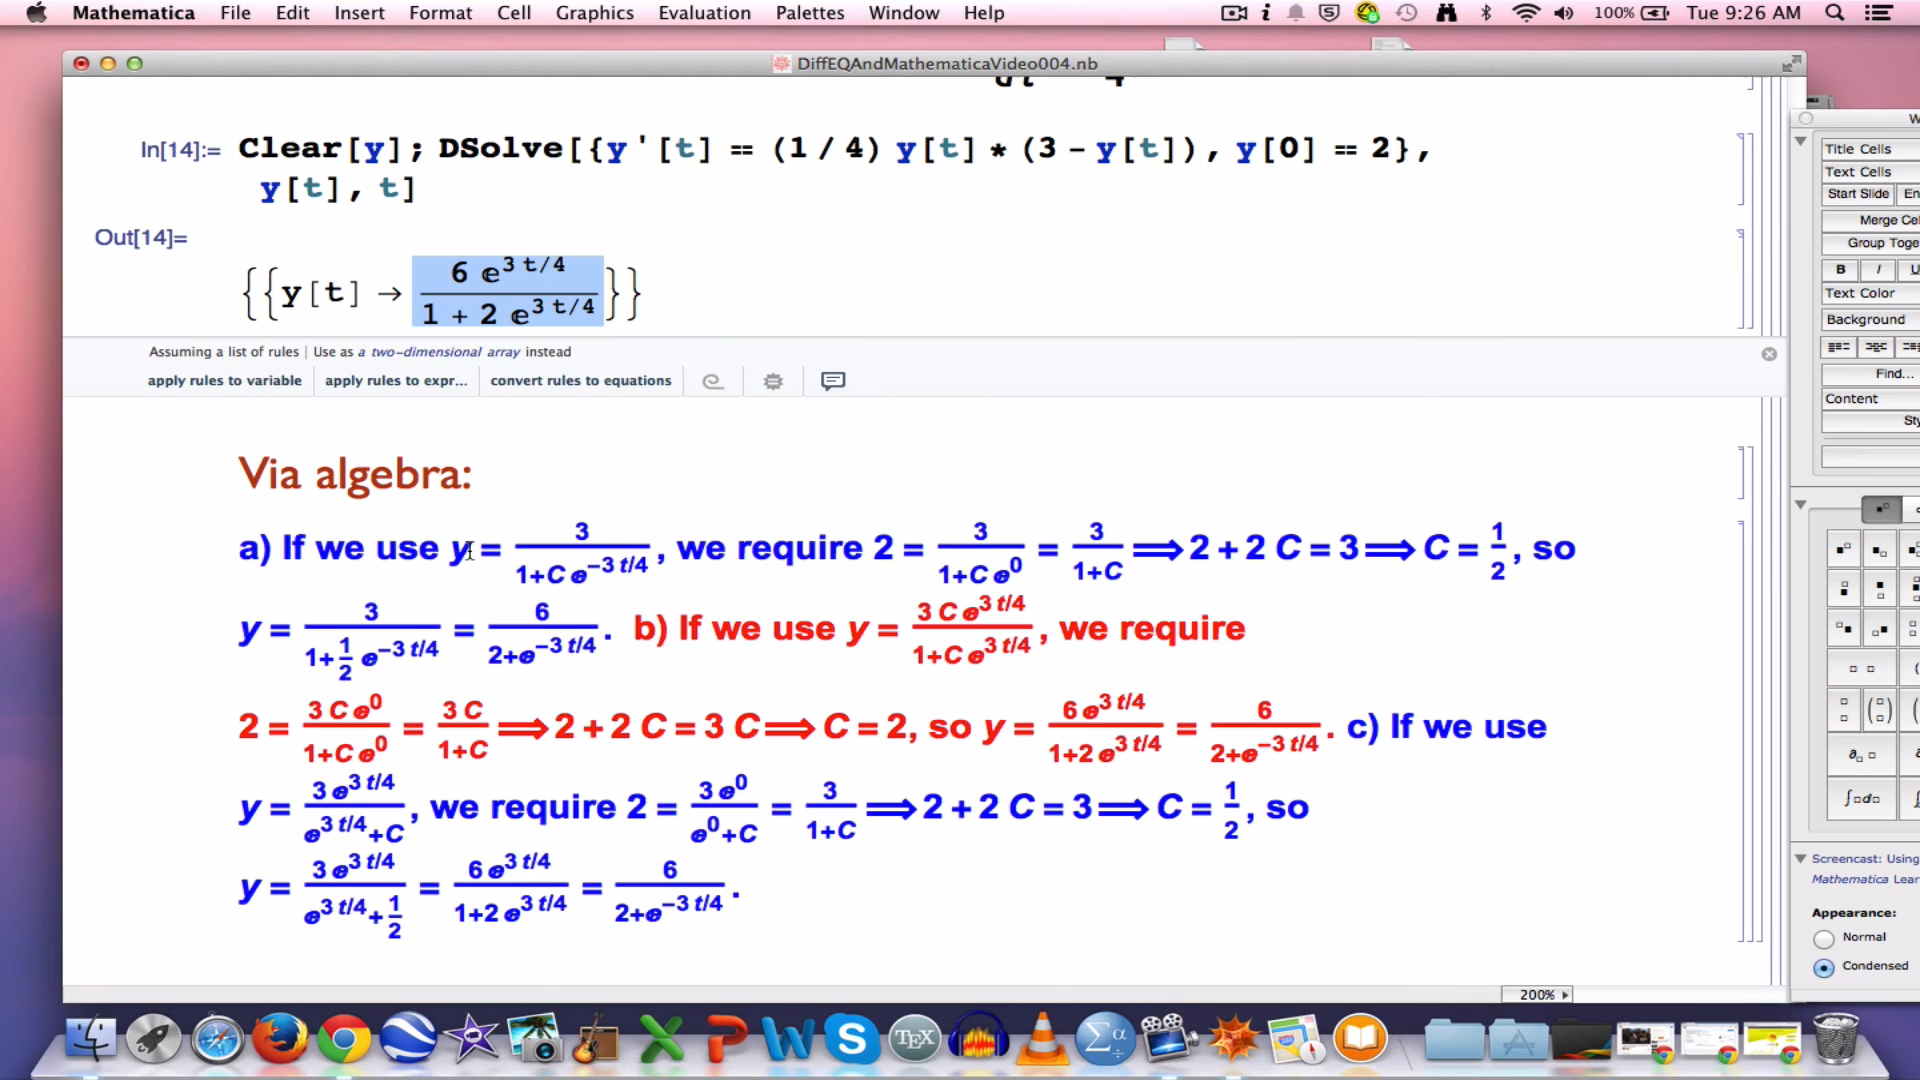 Mathematica File Edit Insert Format Cell Graphics Evaluation Palettes Window Help 100% Tue 9:26 AM
DiffEQAndMathematicaVideo004.nb
In[14]:= Clear[y]; DSolve[{y'[t] == (1/4) y[t]*(3-y[t]), y[0] == 2},
y[t], t]
Out[14]=
{{y[t] → 6 e^(3 t/4) / (1 + 2 e^(3 t/4))}}
Assuming a list of rules | Use as a two-dimensional array instead
apply rules to variable apply rules to expr... convert rules to equations
Via algebra:
a) If we use y = 3/(1+C e^(-3 t/4)), we require 2 = 3/(1+C e^0) = 3/(1+C) ⟹ 2 + 2 C = 3 ⟹ C = 1/2, so
y = 3/(1+1/2 e^(-3 t/4)) = 6/(2+e^(-3 t/4)). b) If we use y = 3 C e^(3 t/4)/(1+C e^(3 t/4)), we require
2 = 3 C e^0/(1+C e^0) = 3 C/(1+C) ⟹ 2 + 2 C = 3 C ⟹ C = 2, so y = 6 e^(3 t/4)/(1+2 e^(3 t/4)) = 6/(2+e^(-3 t/4)). c) If we use
y = 3 e^(3 t/4)/(e^(3 t/4)+C), we require 2 = 3 e^0/(e^0+C) = 3/(1+C) ⟹ 2 + 2 C = 3 ⟹ C = 1/2, so
y = 3 e^(3 t/4)/(e^(3 t/4)+1/2) = 6 e^(3 t/4)/(1+2 e^(3 t/4)) = 6/(2+e^(-3 t/4)).
200%
Title Cells
Text Cells
Start Slide
Merge
Group
B I U
Text Color
Background
Find...
Content
Screencast: Using
Mathematica
Appearance:
Normal
Condensed
TEX